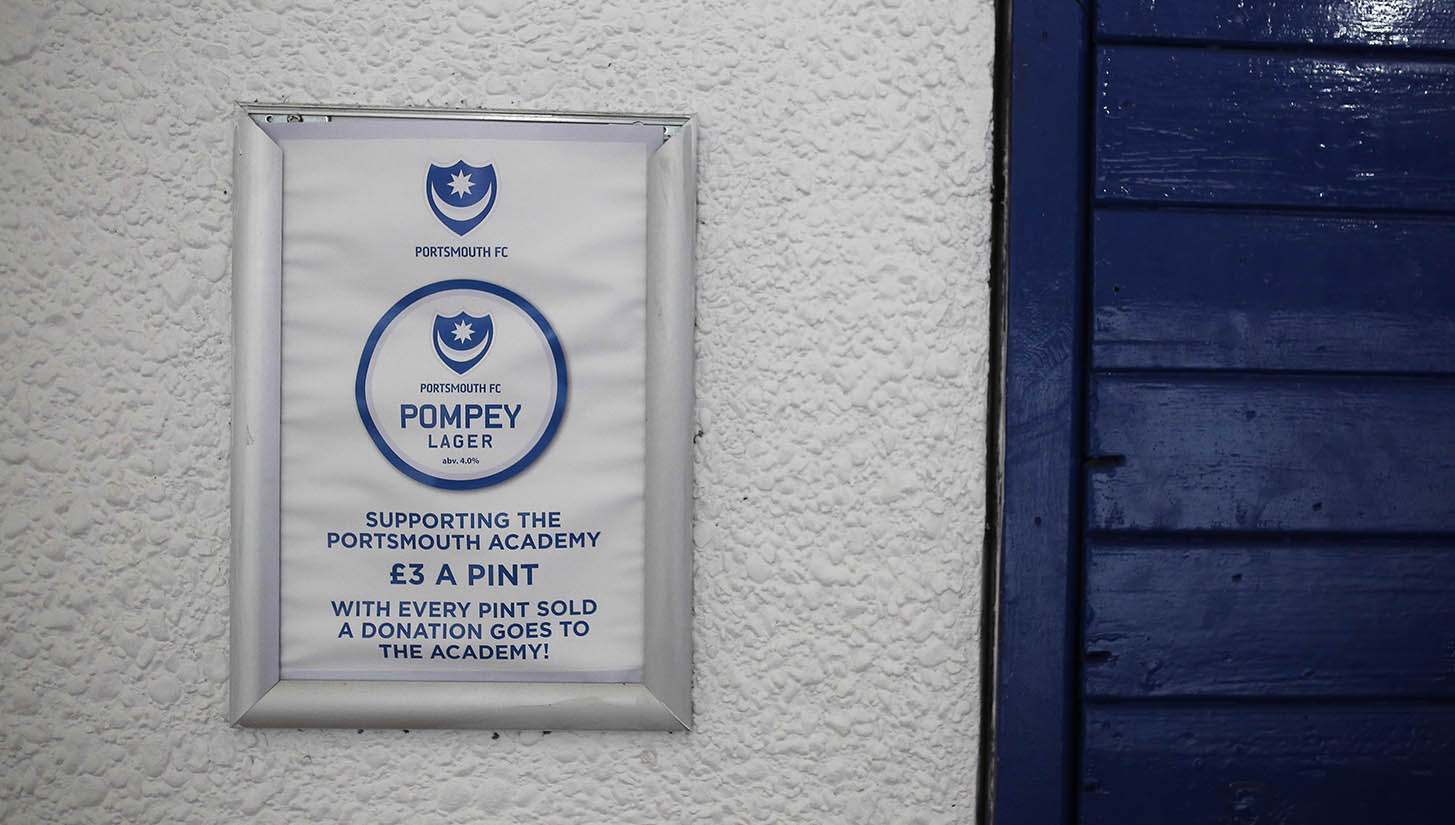 PORTSMOUTH FC
PORTSMOUTH FC
POMPEY
LAGER
abv. 4.0%
SUPPORTING THE
PORTSMOUTH ACADEMY
£3 A PINT
WITH EVERY PINT SOLD
A DONATION GOES TO
THE ACADEMY!